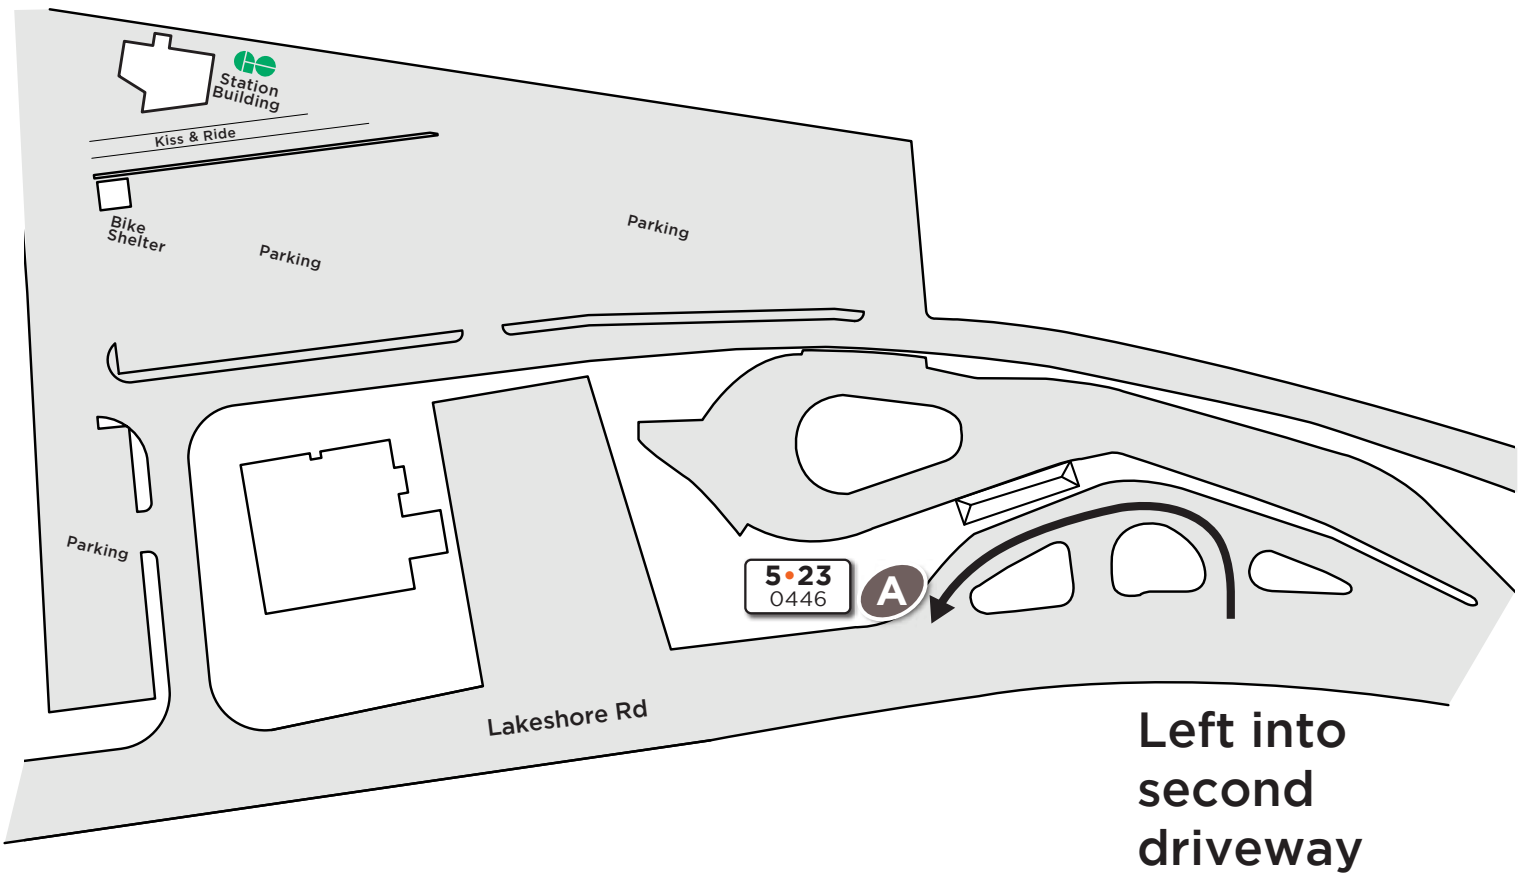 Station
Building
Kiss & Ride
Bike
Shelter
Parking
Parking
Parking
5•23
0446
A
Lakeshore Rd
Left into
second
driveway